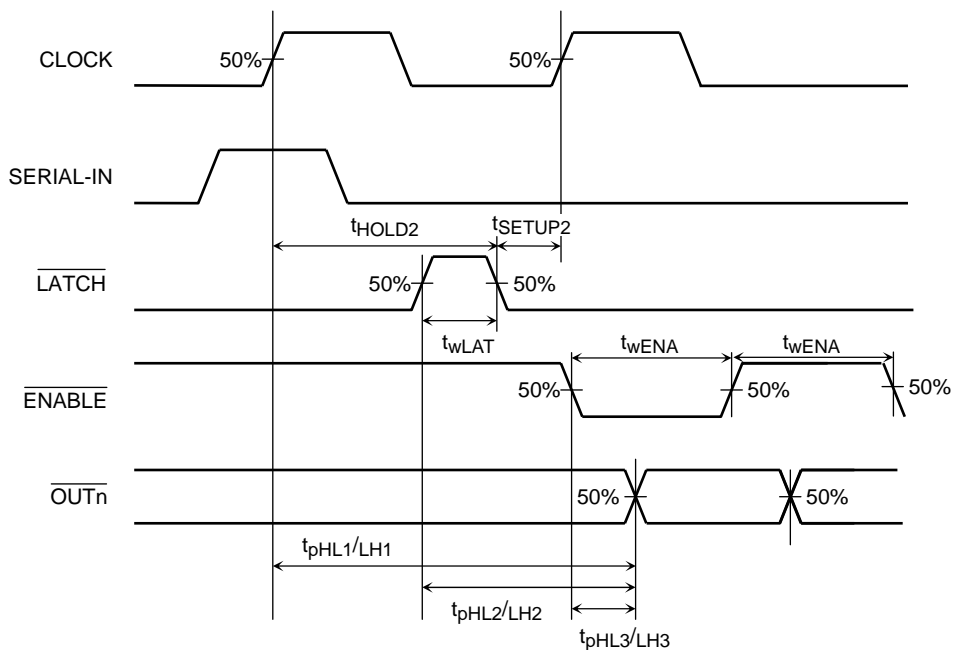 CLOCK
50%
50%
SERIAL-IN
tHOLD2
tSETUP2
LATCH
50%
50%
twLAT
twENA
twENA
ENABLE
50%
50%
50%
OUTn
50%
50%
tpHL1/LH1
tpHL2/LH2
tpHL3/LH3